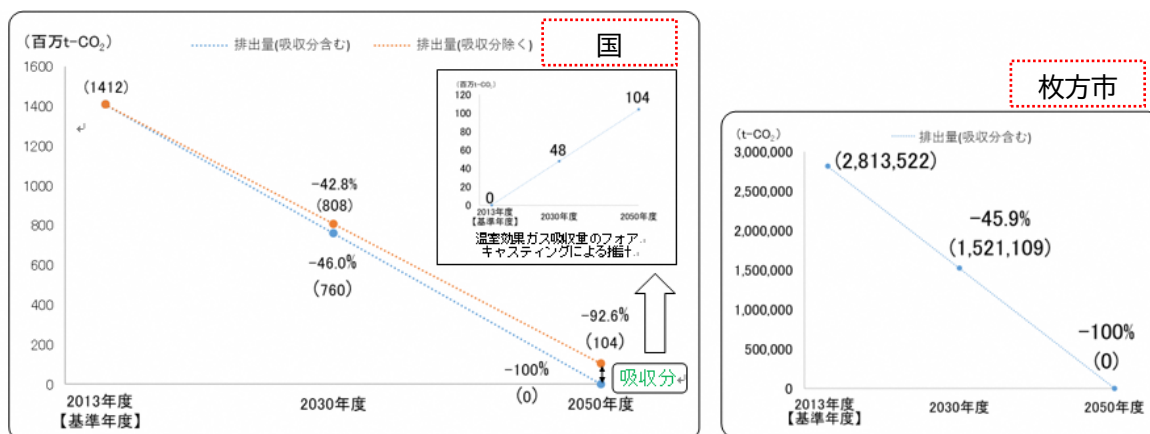 国
(百万t-CO₂)
排出量(吸収分含む)
排出量(吸収分除く)
1600
1400
1200
1000
800
600
400
200
0
(1412)
-42.8%
(808)
-46.0%
(760)
-92.6%
(104)
-100%
(0)
吸収分
2013年度
【基準年度】
2030年度
2050年度
(百万t-CO₂)
120
100
80
60
40
20
0
0
48
104
2013年度
【基準年度】
2030年度
2050年度
温室効果ガス吸収量のフォア
キャスティングによる推計
枚方市
(t-CO₂)
排出量(吸収分含む)
3,000,000
2,500,000
2,000,000
1,500,000
1,000,000
500,000
0
(2,813,522)
-45.9%
(1,521,109)
-100%
(0)
2013年度
【基準年度】
2030年度
2050年度